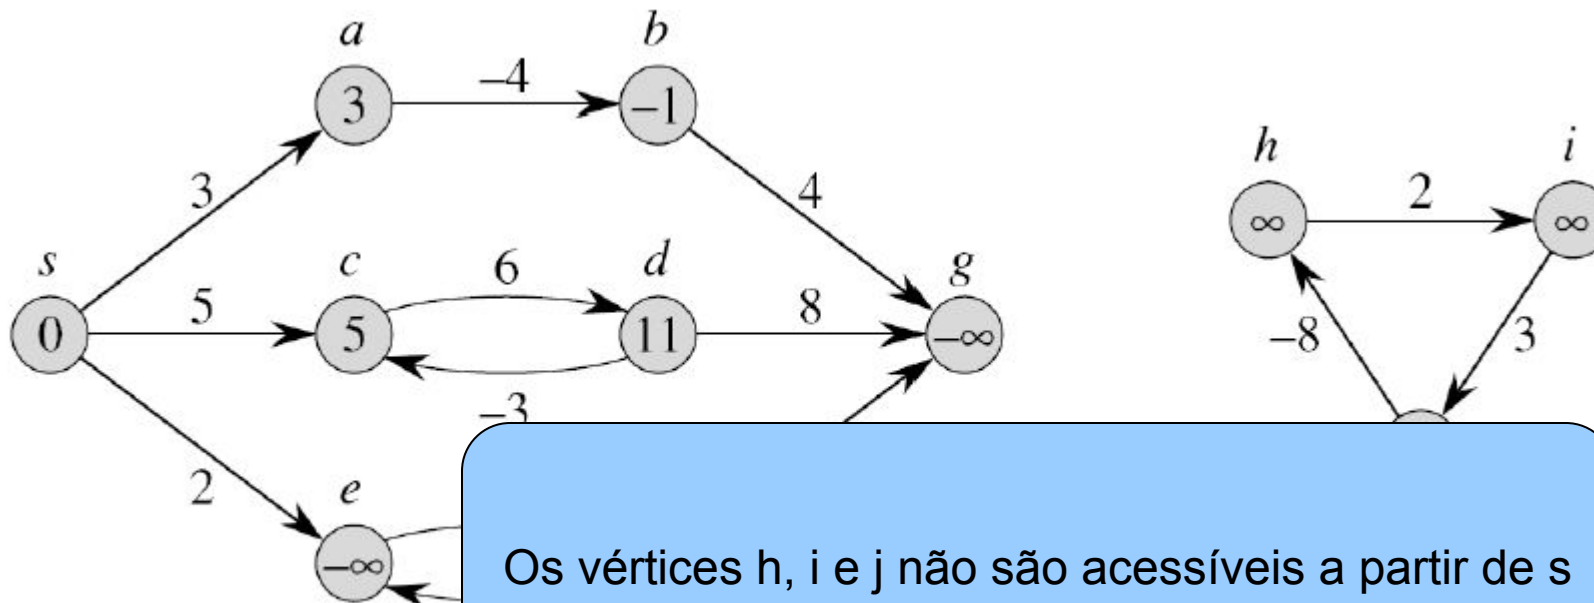 a
b
3
−4
−1
h
i
3
4
∞
2
∞
s
c
6
d
g
0
5
5
11
8
−∞
−8
3
−3
2
e
−∞
Os vértices h, i e j não são acessíveis a partir de s